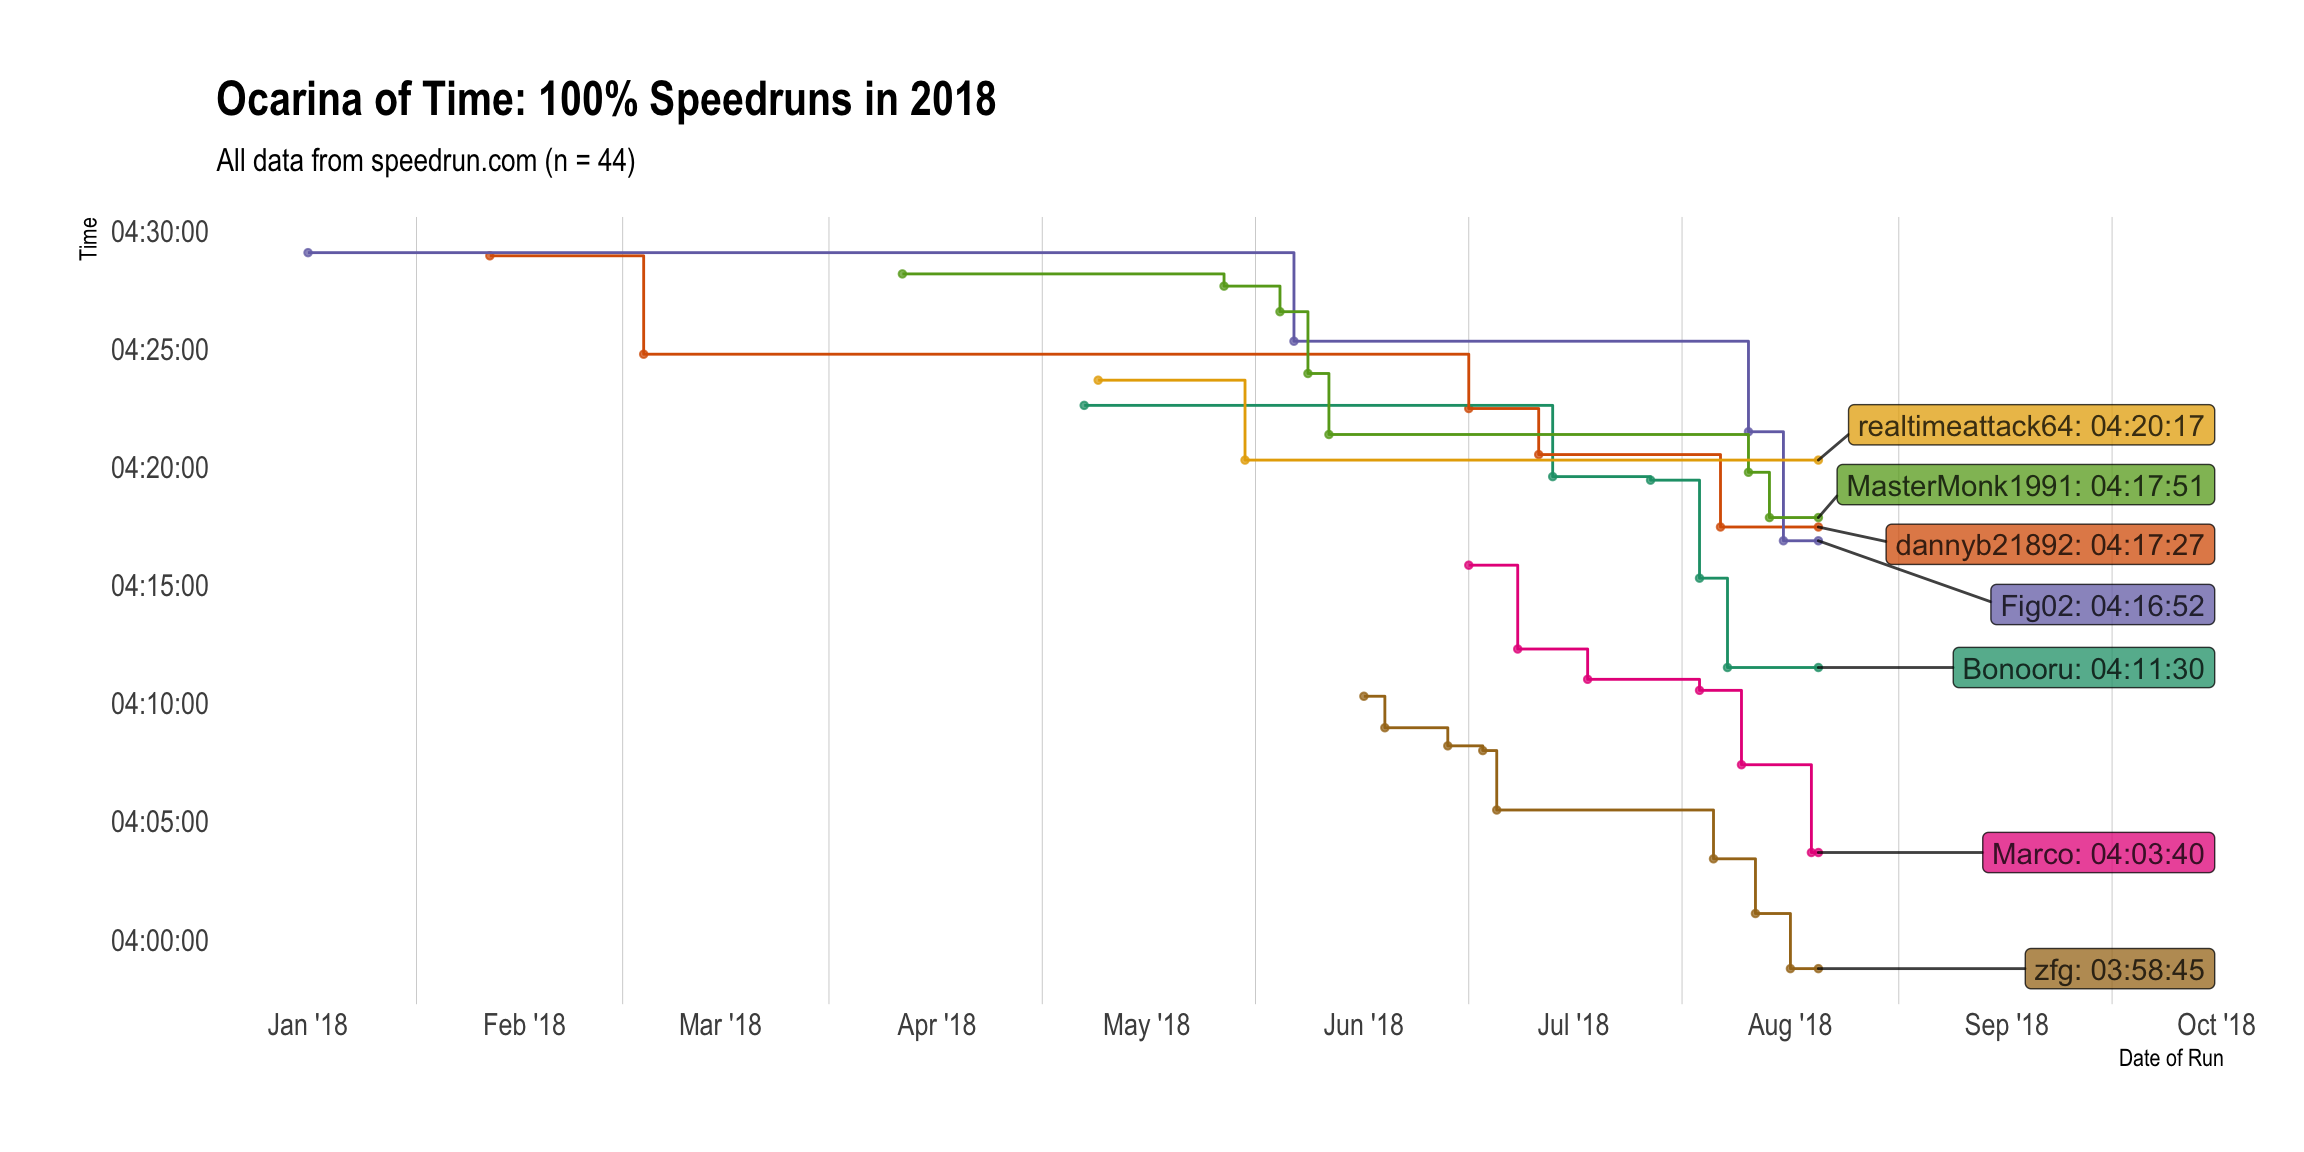 Ocarina of Time: 100% Speedruns in 2018
All data from speedrun.com (n = 44)
Time
04:30:00
04:25:00
04:20:00
04:15:00
04:10:00
04:05:00
04:00:00
realtimeattack64: 04:20:17
MasterMonk1991: 04:17:51
dannyb21892: 04:17:27
Fig02: 04:16:52
Bonooru: 04:11:30
Marco: 04:03:40
zfg: 03:58:45
Jan '18 Feb '18 Mar '18 Apr '18 May '18 Jun '18 Jul '18 Aug '18 Sep '18 Oct '18
Date of Run